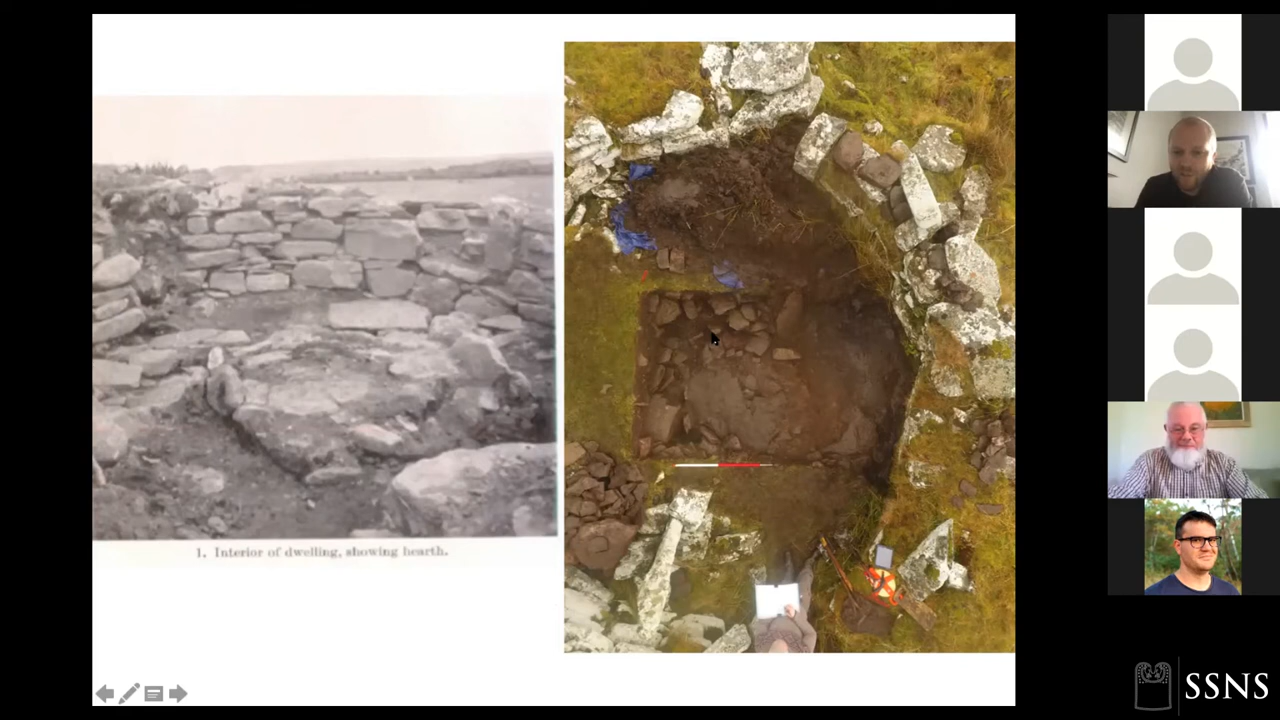 1. Interior of dwelling, showing hearth.
SSNS